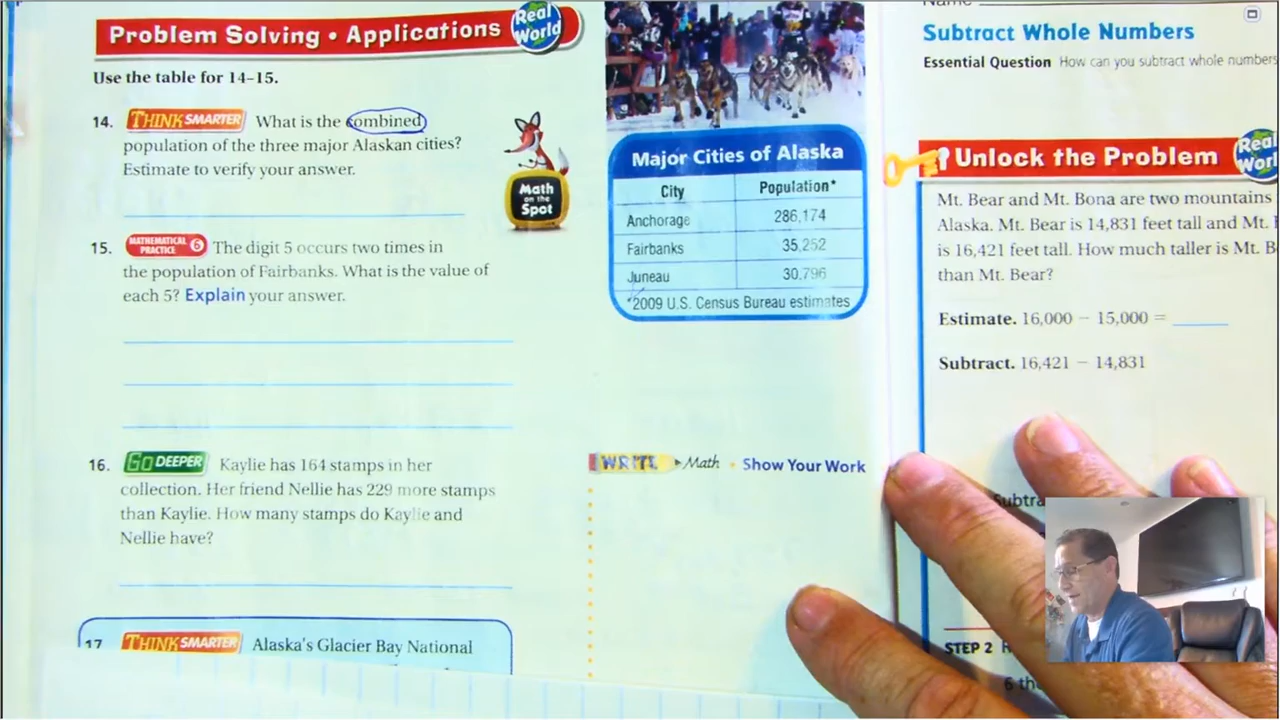 Problem Solving • Applications
Real
World
Use the table for 14–15.
14. THINK SMARTER What is the combined
population of the three major Alaskan cities?
Estimate to verify your answer.
Math
on the
Spot
15. MATHEMATICAL PRACTICE 6 The digit 5 occurs two times in
the population of Fairbanks. What is the value of
each 5? Explain your answer.
16. GO DEEPER Kaylie has 164 stamps in her
collection. Her friend Nellie has 229 more stamps
than Kaylie. How many stamps do Kaylie and
Nellie have?
17 THINK SMARTER Alaska's Glacier Bay National
Major Cities of Alaska
City Population*
Anchorage 286,174
Fairbanks 35,252
Juneau 30,796
*2009 U.S. Census Bureau estimates
WRITE Math • Show Your Work
Subtract Whole Numbers
Essential Question How can you subtract whole numbers
Unlock the Problem
Real
Mt. Bear and Mt. Bona are two mountains
Alaska. Mt. Bear is 14,831 feet tall and Mt.
is 16,421 feet tall. How much taller is Mt. B
than Mt. Bear?
Estimate. 16,000 − 15,000 =
Subtract. 16,421 − 14,831
STEP 2